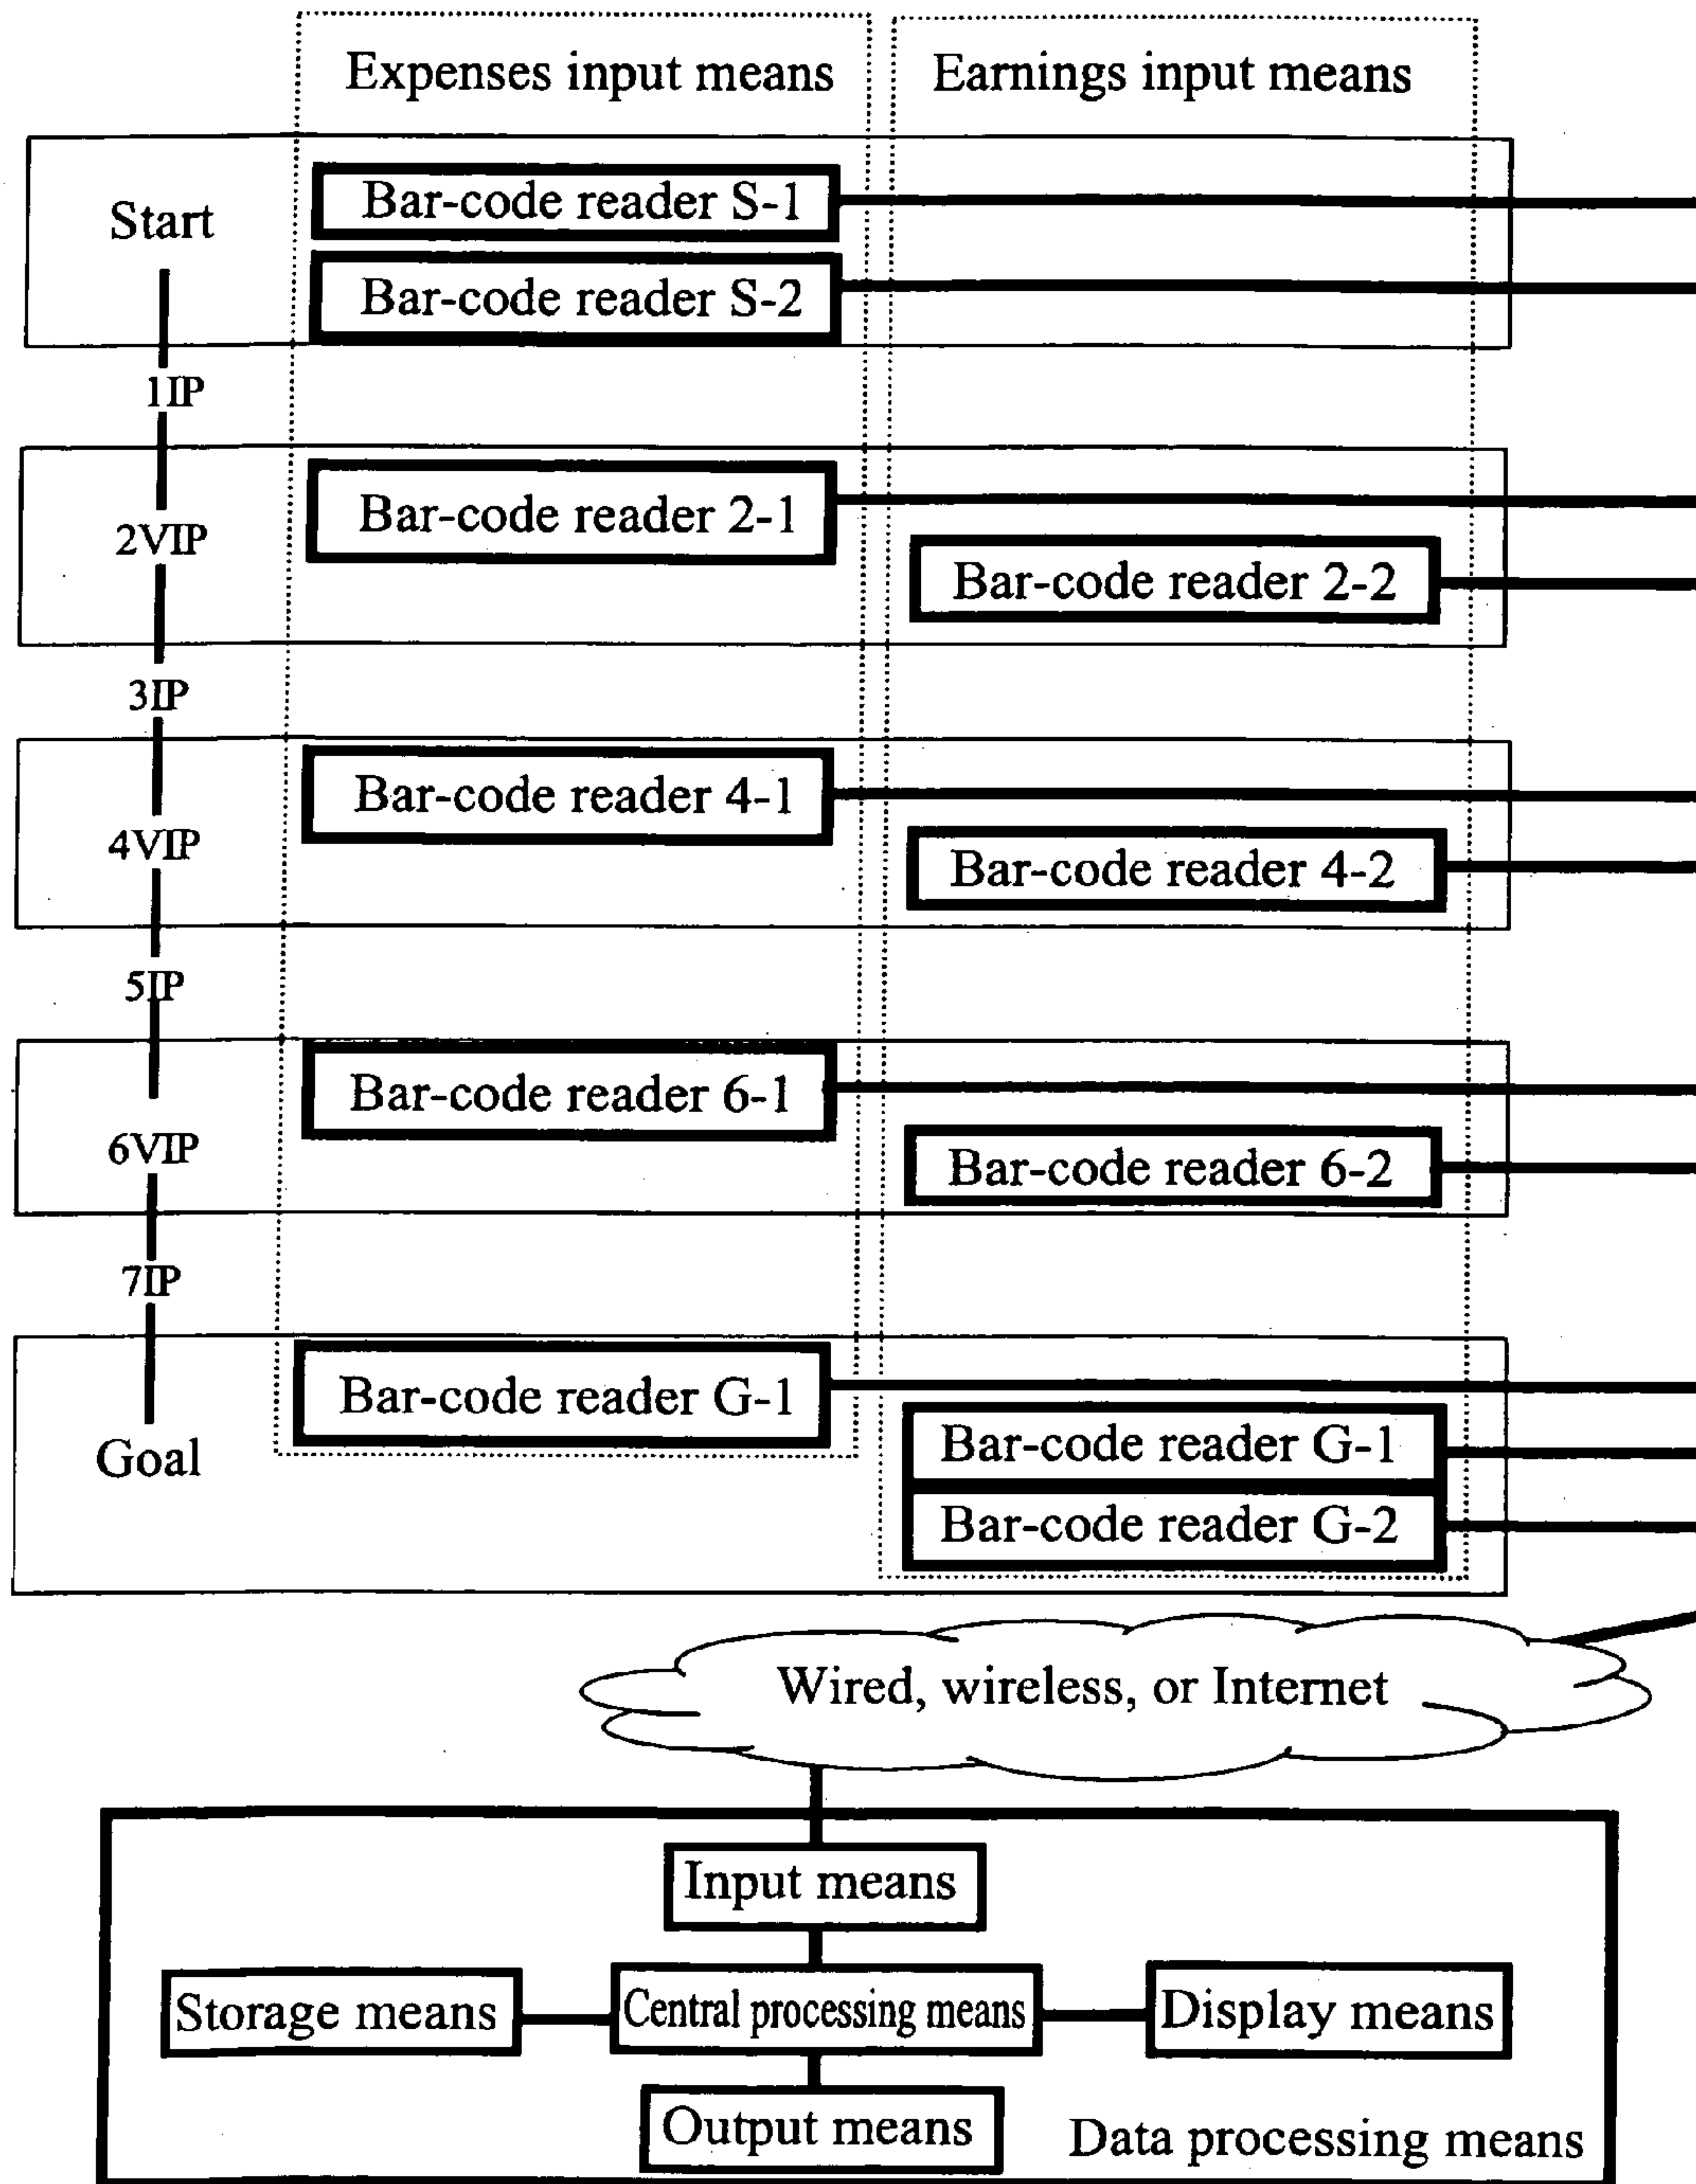 Expenses input means
Earnings input means
Start
Bar-code reader S-1
Bar-code reader S-2
1IP
2VIP
Bar-code reader 2-1
Bar-code reader 2-2
3IP
4VIP
Bar-code reader 4-1
Bar-code reader 4-2
5IP
6VIP
Bar-code reader 6-1
Bar-code reader 6-2
7IP
Goal
Bar-code reader G-1
Bar-code reader G-1
Bar-code reader G-2
Wired, wireless, or Internet
Input means
Storage means
Central processing means
Display means
Output means
Data processing means